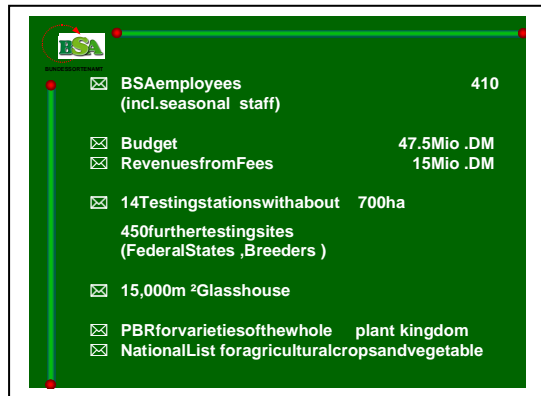 BSA
BUNDESSORTENAMT
BSAemployees 410
(incl.seasonal staff)
Budget 47.5Mio .DM
RevenuesfromFees 15Mio .DM
14Testingstationswithabout 700ha
450furthertestingsites
(FederalStates ,Breeders )
15,000m ²Glasshouse
PBRforvarietiesofthewhole plant kingdom
NationalList foragriculturalcropsandvegetable